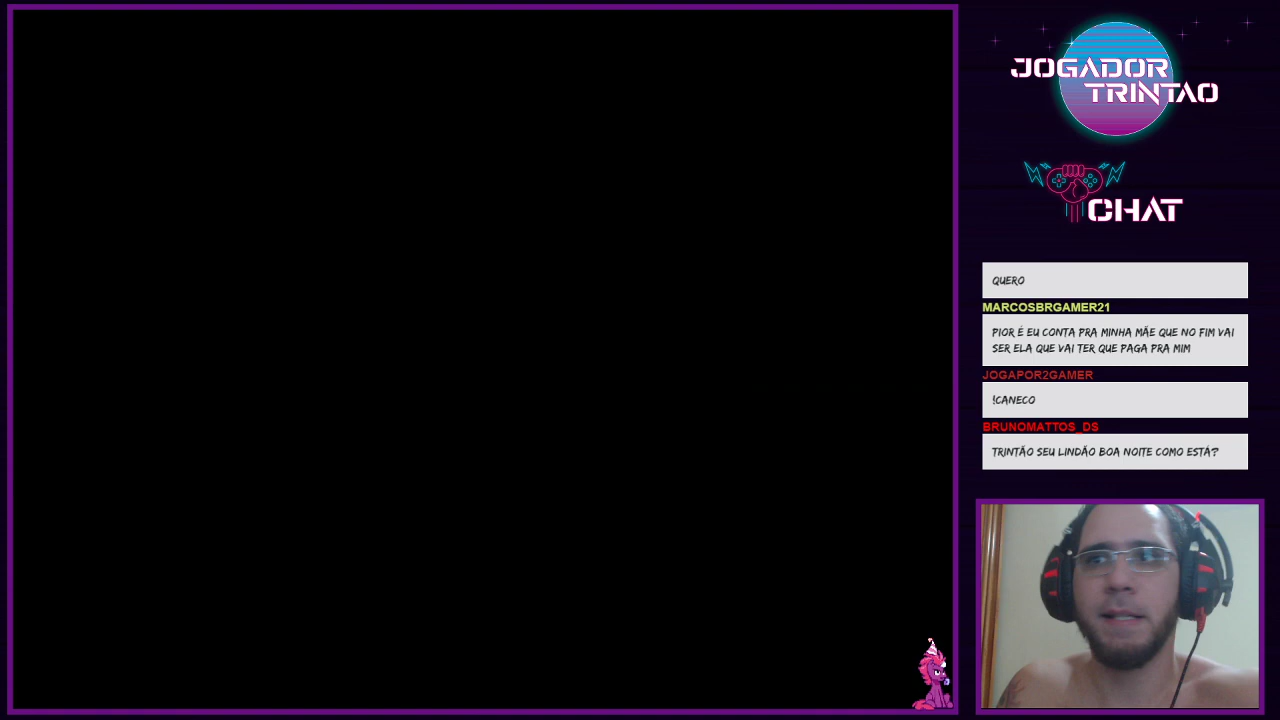 JOGADOR
TRINTAO
CHAT
QUERO
MARCOSBRGAMER21
PIOR É EU CONTA PRA MINHA MÃE QUE NO FIM VAI
SER ELA QUE VAI TER QUE PAGA PRA MIM
JOGAPOR2GAMER
!CANECO
BRUNOMATTOS_DS
TRINTÃO SEU LINDÃO BOA NOITE COMO ESTÁ?